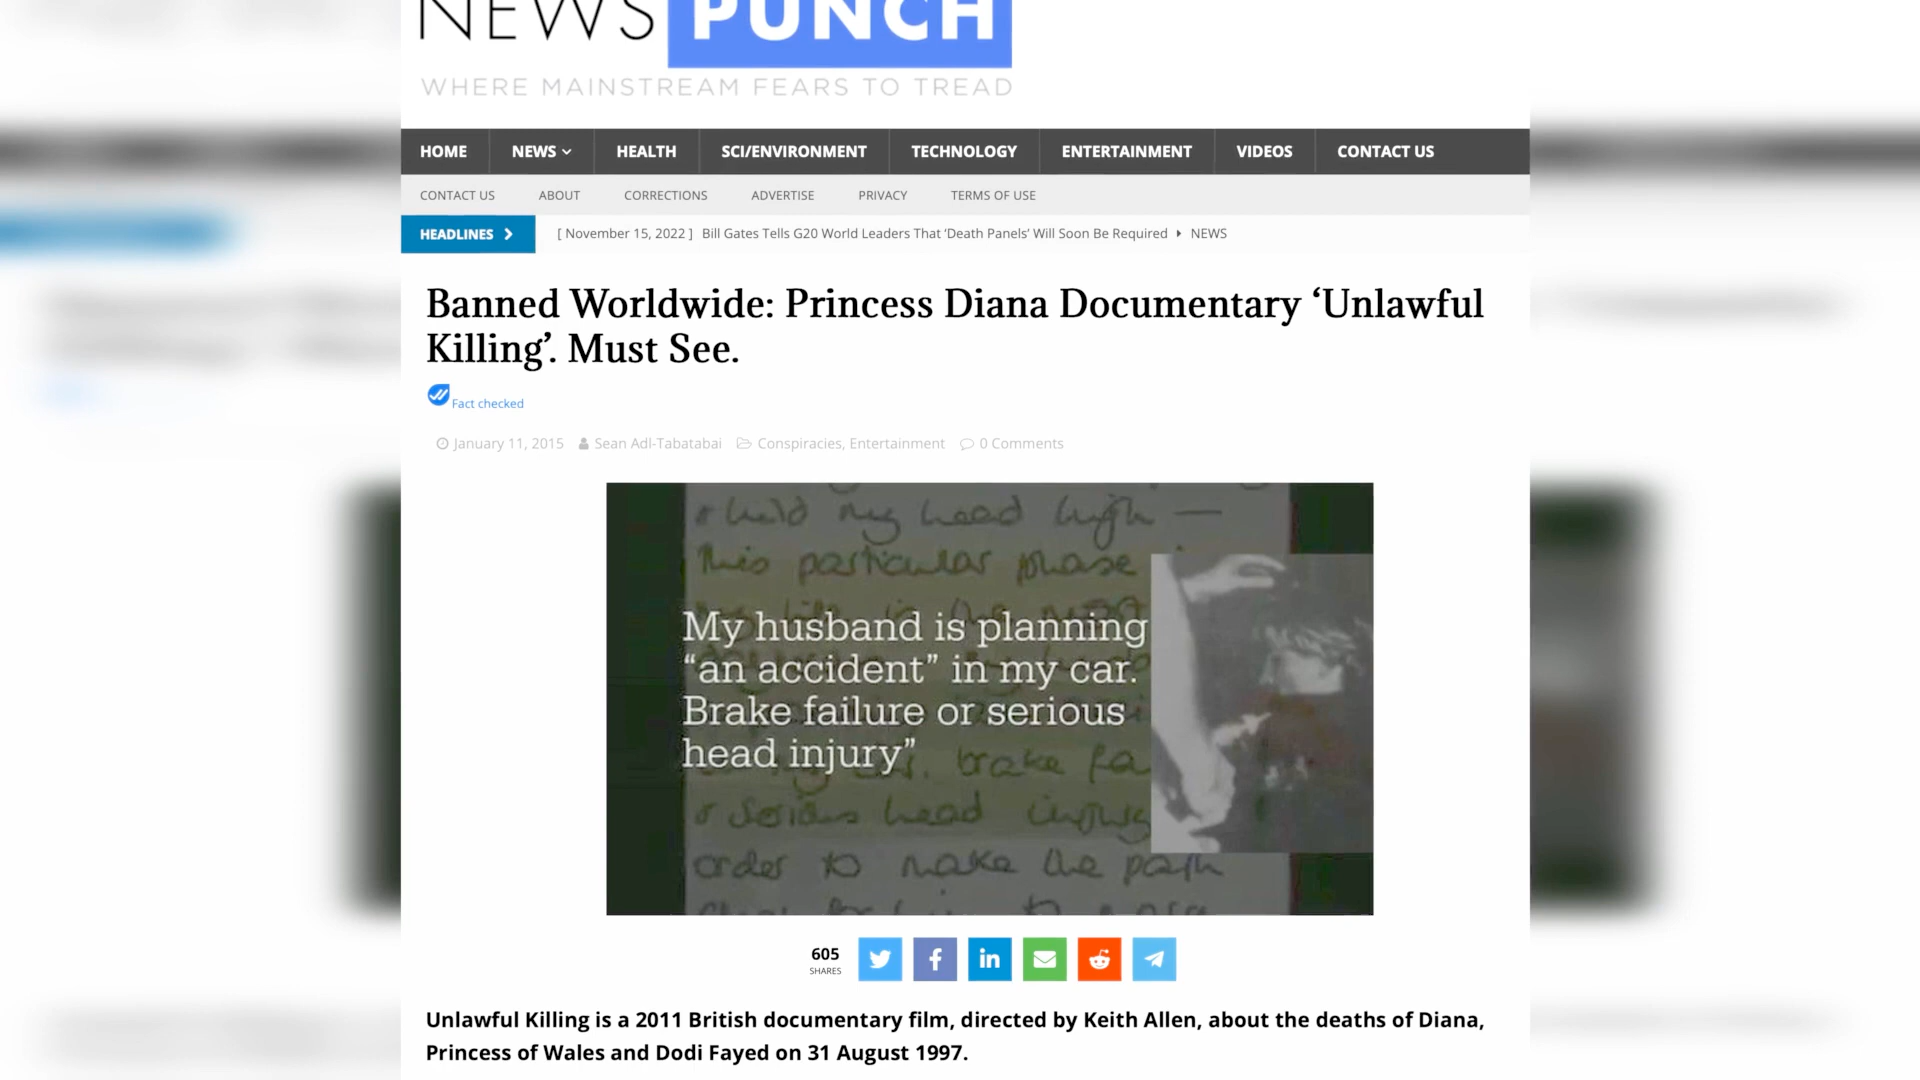 NEWS PUNCH
WHERE MAINSTREAM FEARS TO TREAD
HOME NEWS HEALTH SCI/ENVIRONMENT TECHNOLOGY ENTERTAINMENT VIDEOS CONTACT US
CONTACT US ABOUT CORRECTIONS ADVERTISE PRIVACY TERMS OF USE
HEADLINES [ November 15, 2022 ] Bill Gates Tells G20 World Leaders That ‘Death Panels’ Will Soon Be Required NEWS
Banned Worldwide: Princess Diana Documentary ‘Unlawful
Killing’. Must See.
Fact checked
January 11, 2015 Sean Adl-Tabatabai Conspiracies, Entertainment 0 Comments
held my head high —
this particular phase
My husband is planning
“an accident” in my car.
Brake failure or serious
head injury”
brake fa
serious head injury
order to make the path
605
SHARES
Unlawful Killing is a 2011 British documentary film, directed by Keith Allen, about the deaths of Diana,
Princess of Wales and Dodi Fayed on 31 August 1997.